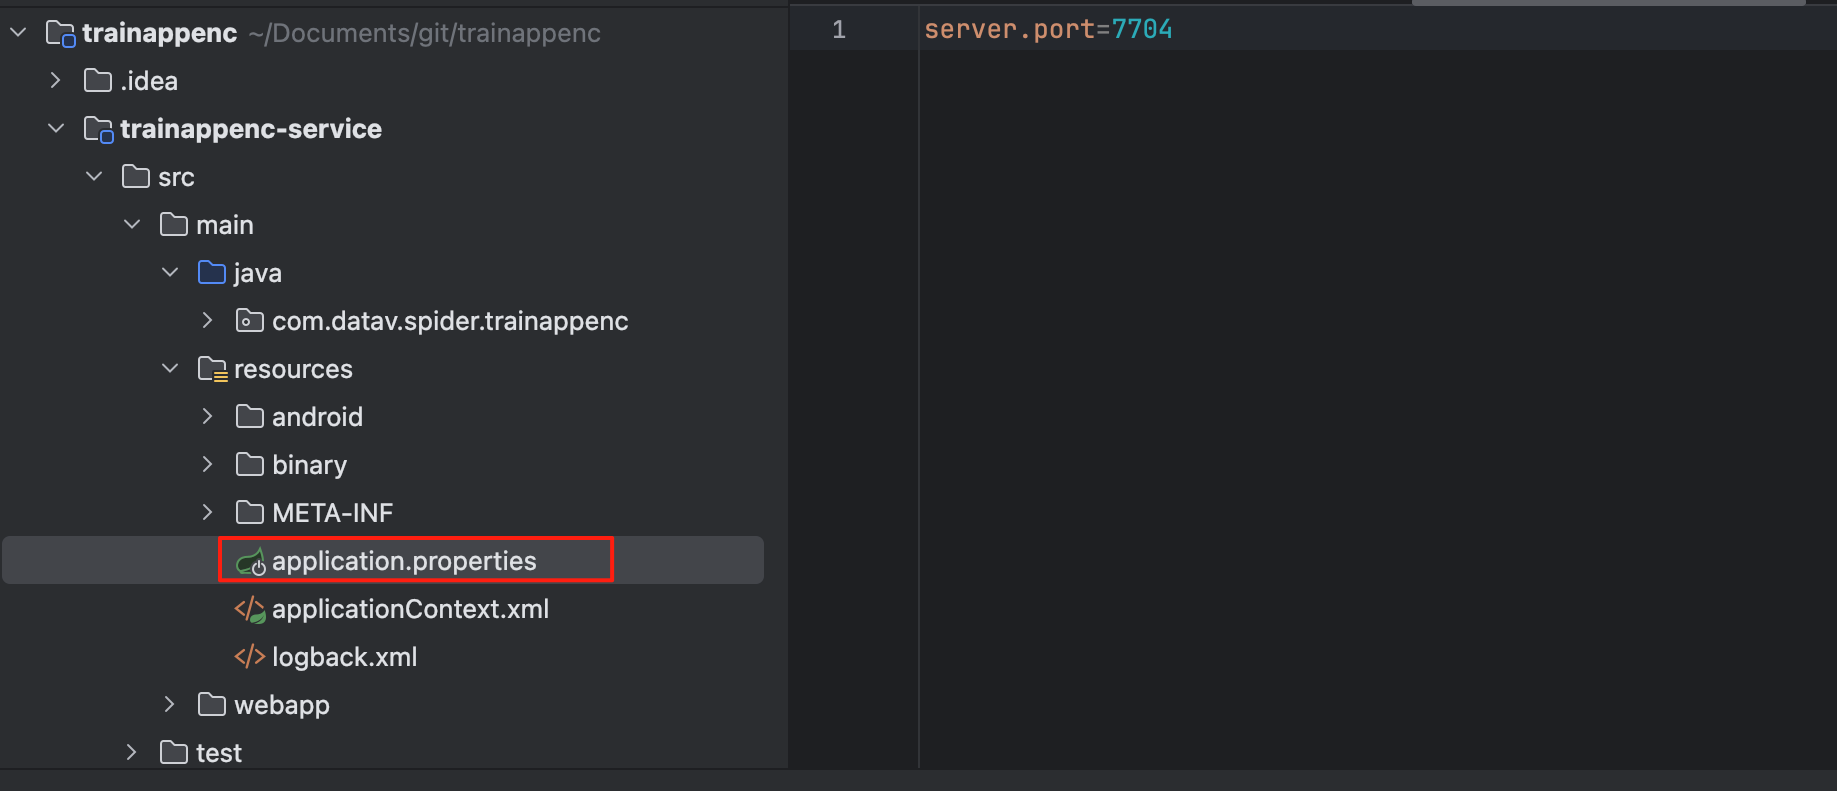 trainappenc ~/Documents/git/trainappenc
.idea
trainappenc-service
src
main
java
com.datav.spider.trainappenc
resources
android
binary
META-INF
application.properties
applicationContext.xml
logback.xml
webapp
test
1 server.port=7704